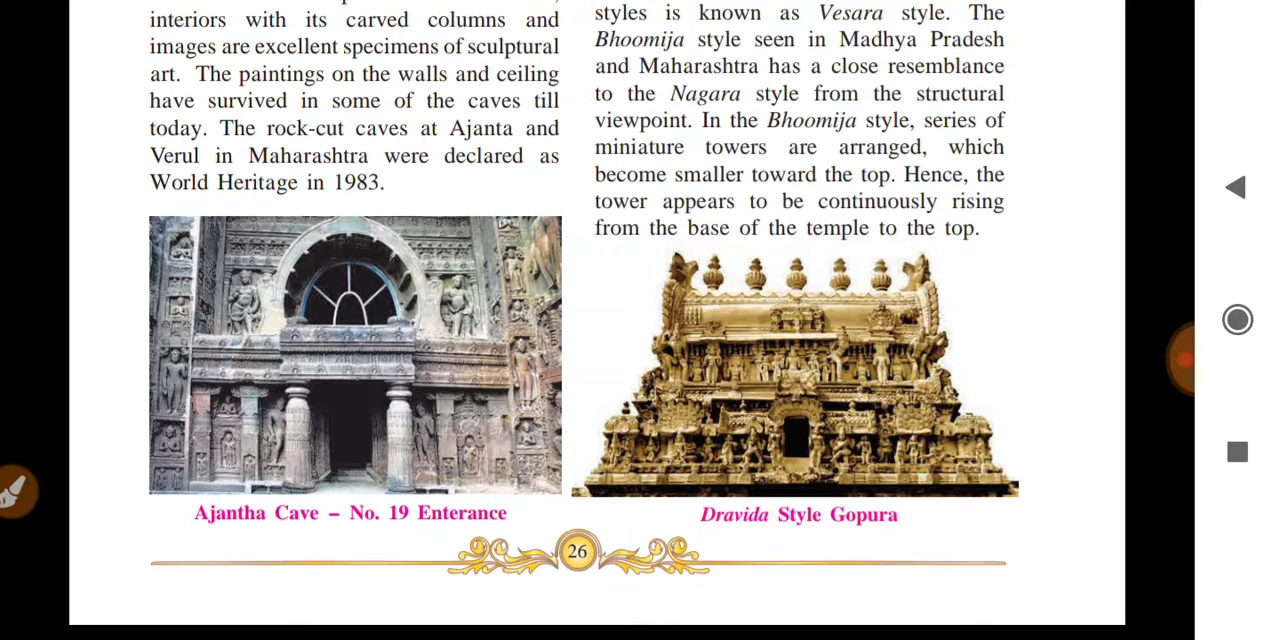 interiors with its carved columns and
images are excellent specimens of sculptural
art. The paintings on the walls and ceiling
have survived in some of the caves till
today. The rock-cut caves at Ajanta and
Verul in Maharashtra were declared as
World Heritage in 1983.
Ajantha Cave – No. 19 Enterance
styles is known as Vesara style. The
Bhoomija style seen in Madhya Pradesh
and Maharashtra has a close resemblance
to the Nagara style from the structural
viewpoint. In the Bhoomija style, series of
miniature towers are arranged, which
become smaller toward the top. Hence, the
tower appears to be continuously rising
from the base of the temple to the top.
Dravida Style Gopura
26